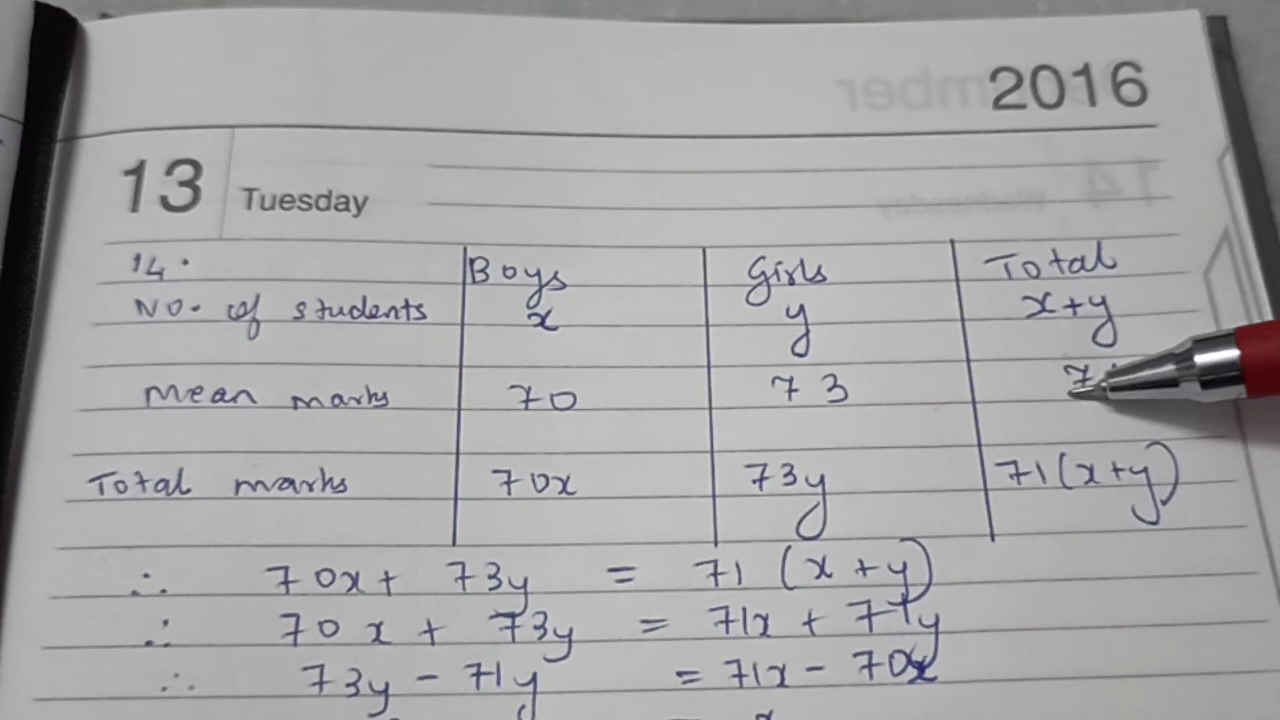 2016
13 Tuesday
14. Boys Girls Total
No. of students x y x+y
Mean marks 70 73
Total marks 70x 73y 71(x+y)
∴ 70x + 73y = 71 (x+y)
∴ 70x + 73y = 71x + 71y
∴ 73y - 71y = 71x - 70x